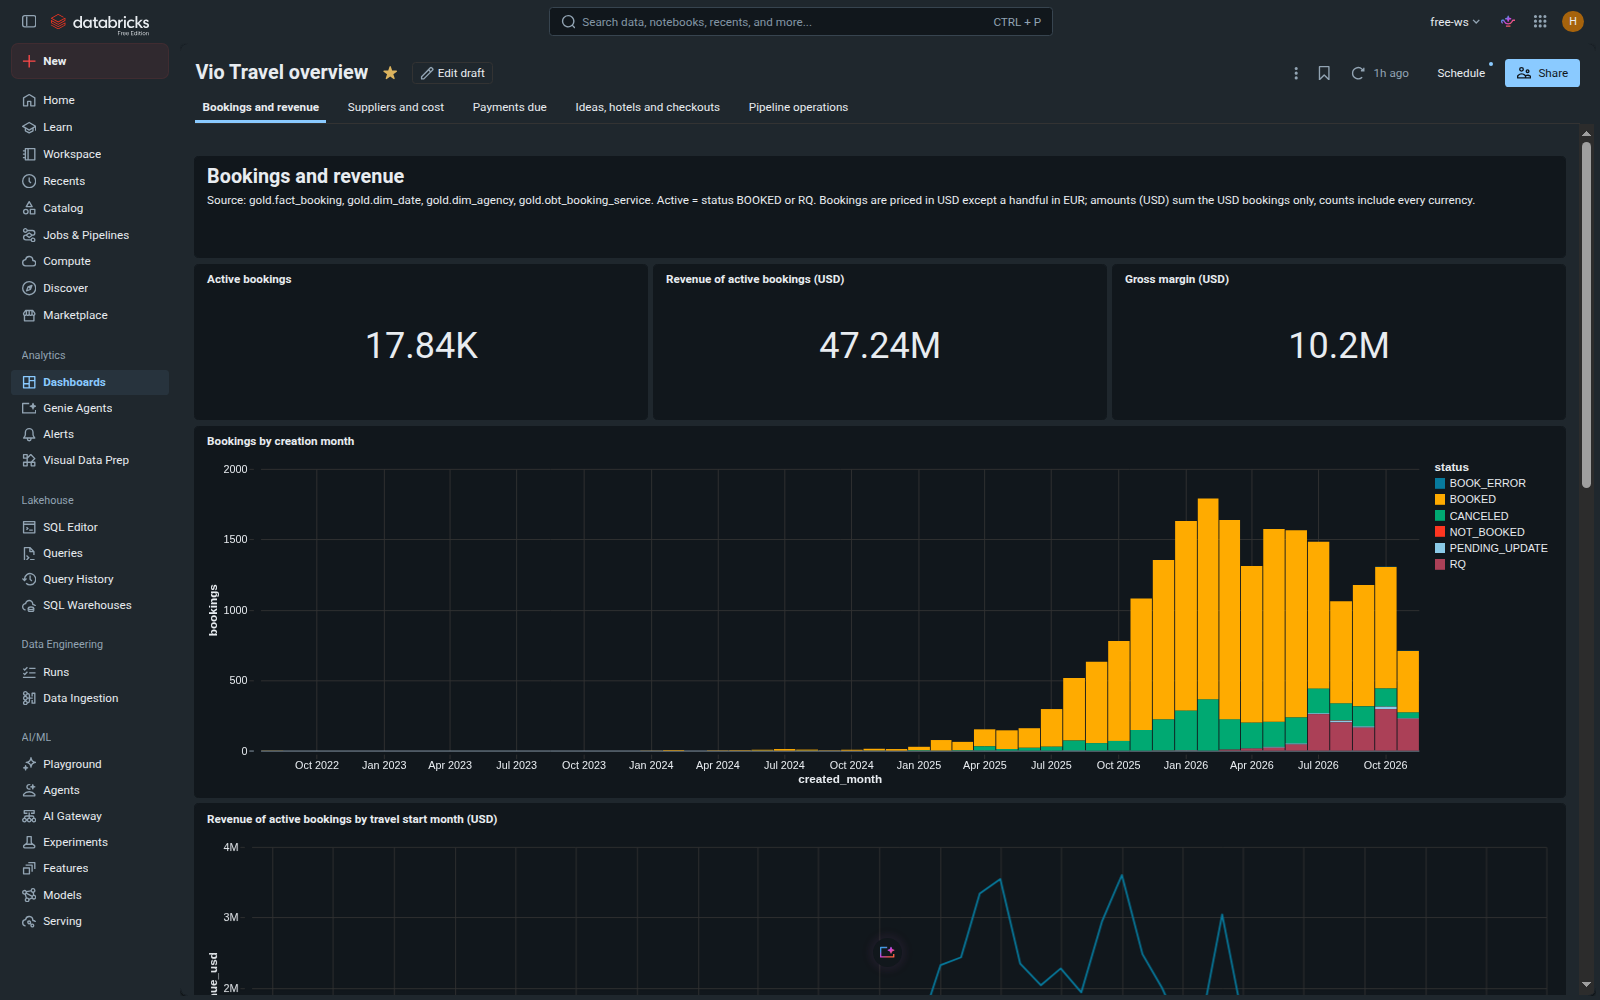 databricks
Free Edition
Search data, notebooks, recents, and more...
CTRL + P
free-ws
H
New
Home
Learn
Workspace
Recents
Catalog
Jobs & Pipelines
Compute
Discover
Marketplace
Analytics
Dashboards
Genie Agents
Alerts
Visual Data Prep
Lakehouse
SQL Editor
Queries
Query History
SQL Warehouses
Data Engineering
Runs
Data Ingestion
AI/ML
Playground
Agents
AI Gateway
Experiments
Features
Models
Serving
Vio Travel overview
Edit draft
1h ago
Schedule
Share
Bookings and revenue
Suppliers and cost
Payments due
Ideas, hotels and checkouts
Pipeline operations
Bookings and revenue
Source: gold.fact_booking, gold.dim_date, gold.dim_agency, gold.obt_booking_service. Active = status BOOKED or RQ. Bookings are priced in USD except a handful in EUR; amounts (USD) sum the USD bookings only, counts include every currency.
Active bookings
17.84K
Revenue of active bookings (USD)
47.24M
Gross margin (USD)
10.2M
Bookings by creation month
bookings
2000
1500
1000
500
0
Oct 2022
Jan 2023
Apr 2023
Jul 2023
Oct 2023
Jan 2024
Apr 2024
Jul 2024
Oct 2024
Jan 2025
Apr 2025
Jul 2025
Oct 2025
Jan 2026
Apr 2026
Jul 2026
Oct 2026
created_month
status
BOOK_ERROR
BOOKED
CANCELED
NOT_BOOKED
PENDING_UPDATE
RQ
Revenue of active bookings by travel start month (USD)
4M
3M
2M
ue_usd